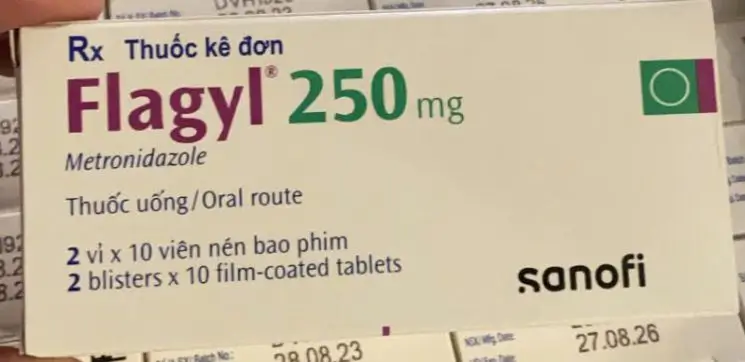 Rx Thuốc kê đơn
Flagyl® 250 mg
Metronidazole
Thuốc uống/Oral route
2 vỉ x 10 viên nén bao phim
2 blisters x 10 film-coated tablets
sanofi
28.08.23
27.08.26